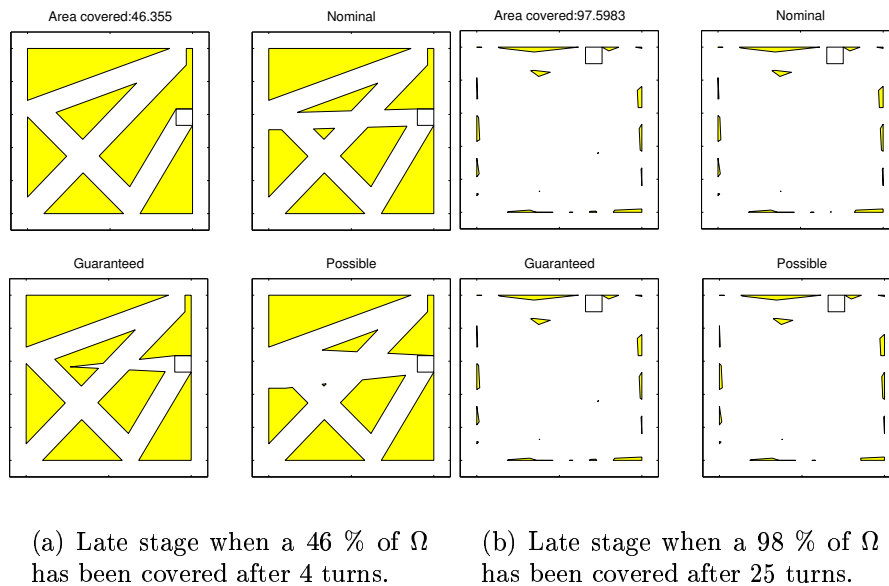 Area covered:46.355
Nominal
Area covered:97.5983
Nominal
Guaranteed
Possible
Guaranteed
Possible
(a) Late stage when a 46 % of Ω
has been covered after 4 turns.
(b) Late stage when a 98 % of Ω
has been covered after 25 turns.